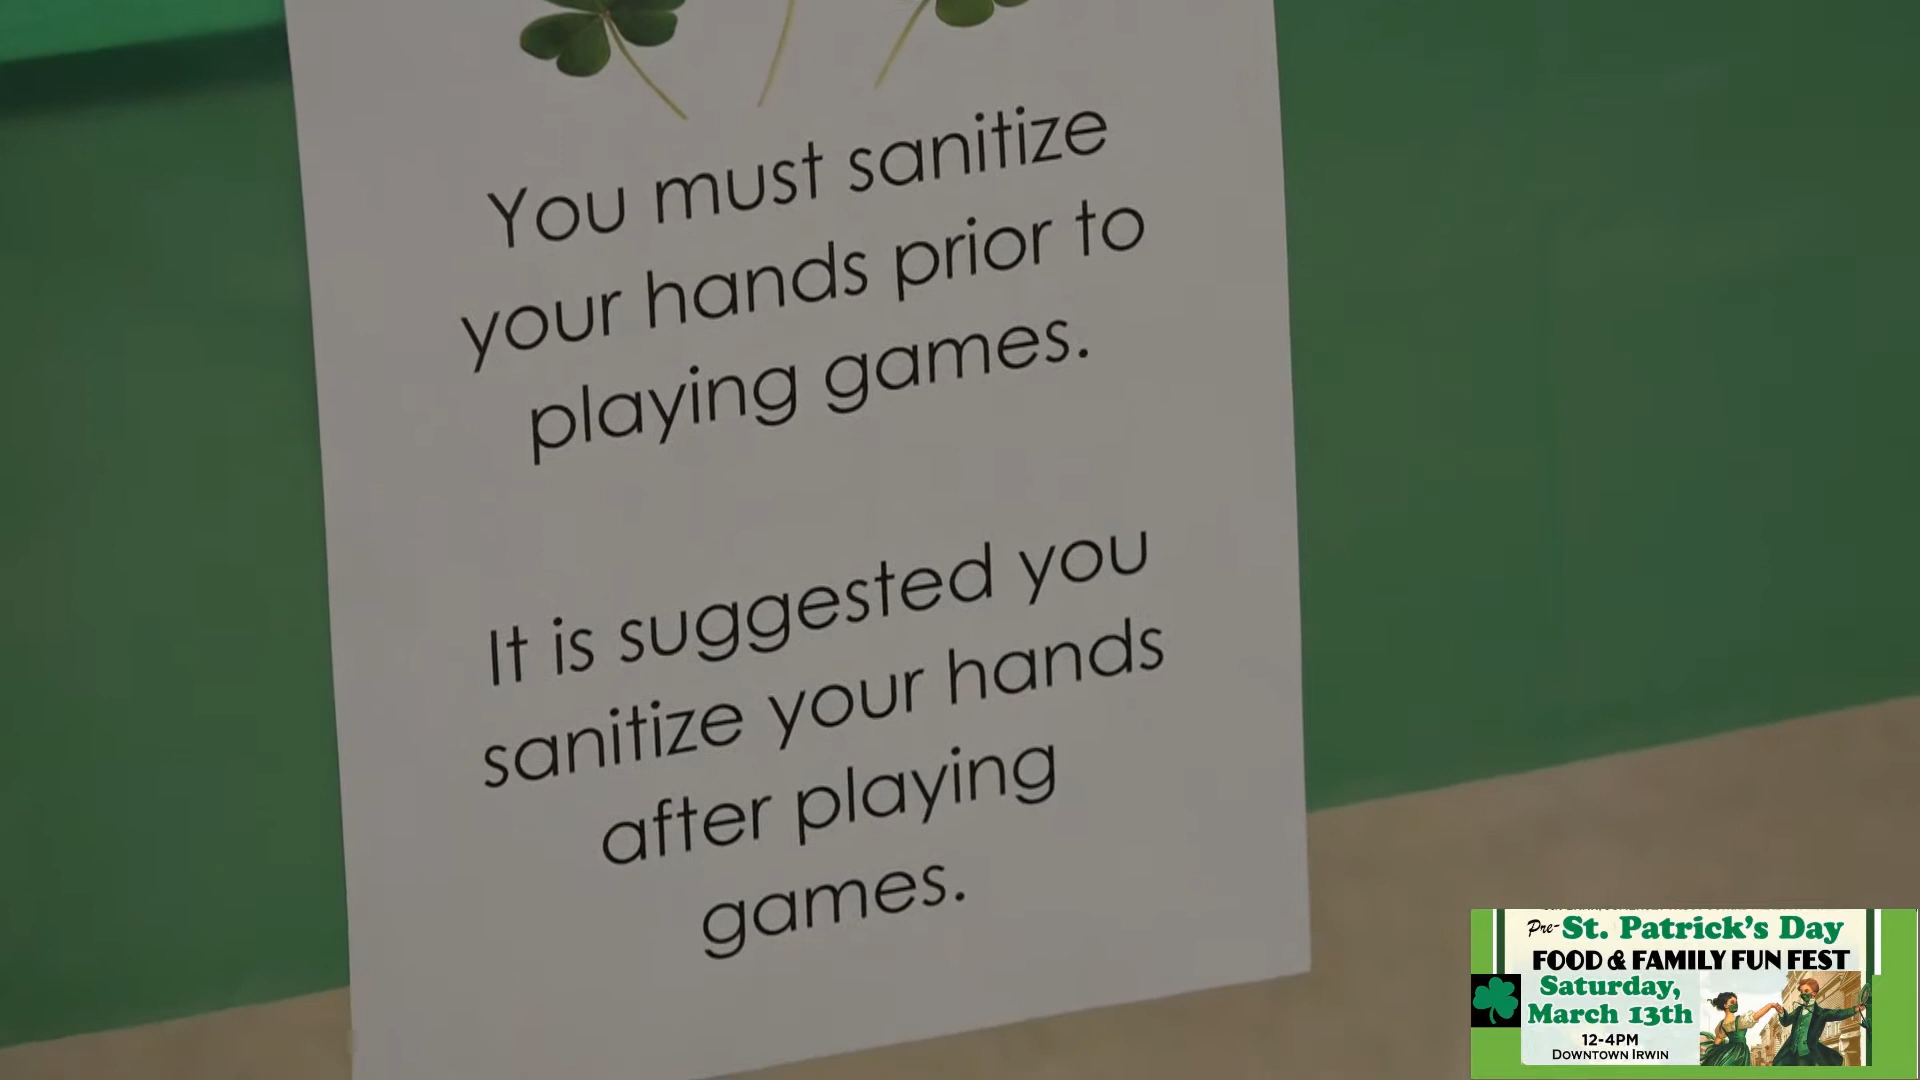 You must sanitize
your hands prior to
playing games.
It is suggested you
sanitize your hands
after playing
games.
Pre-St. Patrick's Day
FOOD & FAMILY FUN FEST
Saturday,
March 13th
12-4PM
DOWNTOWN IRWIN